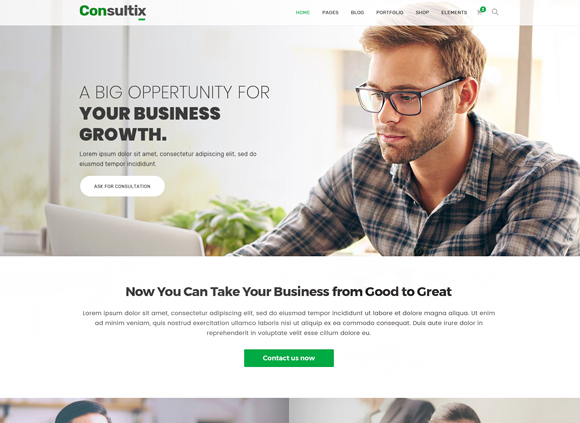 Consultix
HOME PAGES BLOG PORTFOLIO SHOP ELEMENTS
A BIG OPPORTUNITY FOR
YOUR BUSINESS
GROWTH.
Lorem ipsum dolor sit amet, consectetur adipiscing elit, sed do
eiusmod tempor incididunt.
ASK FOR CONSULTATION
Now You Can Take Your Business from Good to Great
Lorem ipsum dolor sit amet, consectetur adipiscing elit, sed do eiusmod tempor incididunt ut labore et dolore magna aliqua. Ut enim
ad minim veniam, quis nostrud exercitation ullamco laboris nisi ut aliquip ex ea commodo consequat. Duis aute irure dolor in
reprehenderit in voluptate velit esse cillum dolore eu.
Contact us now